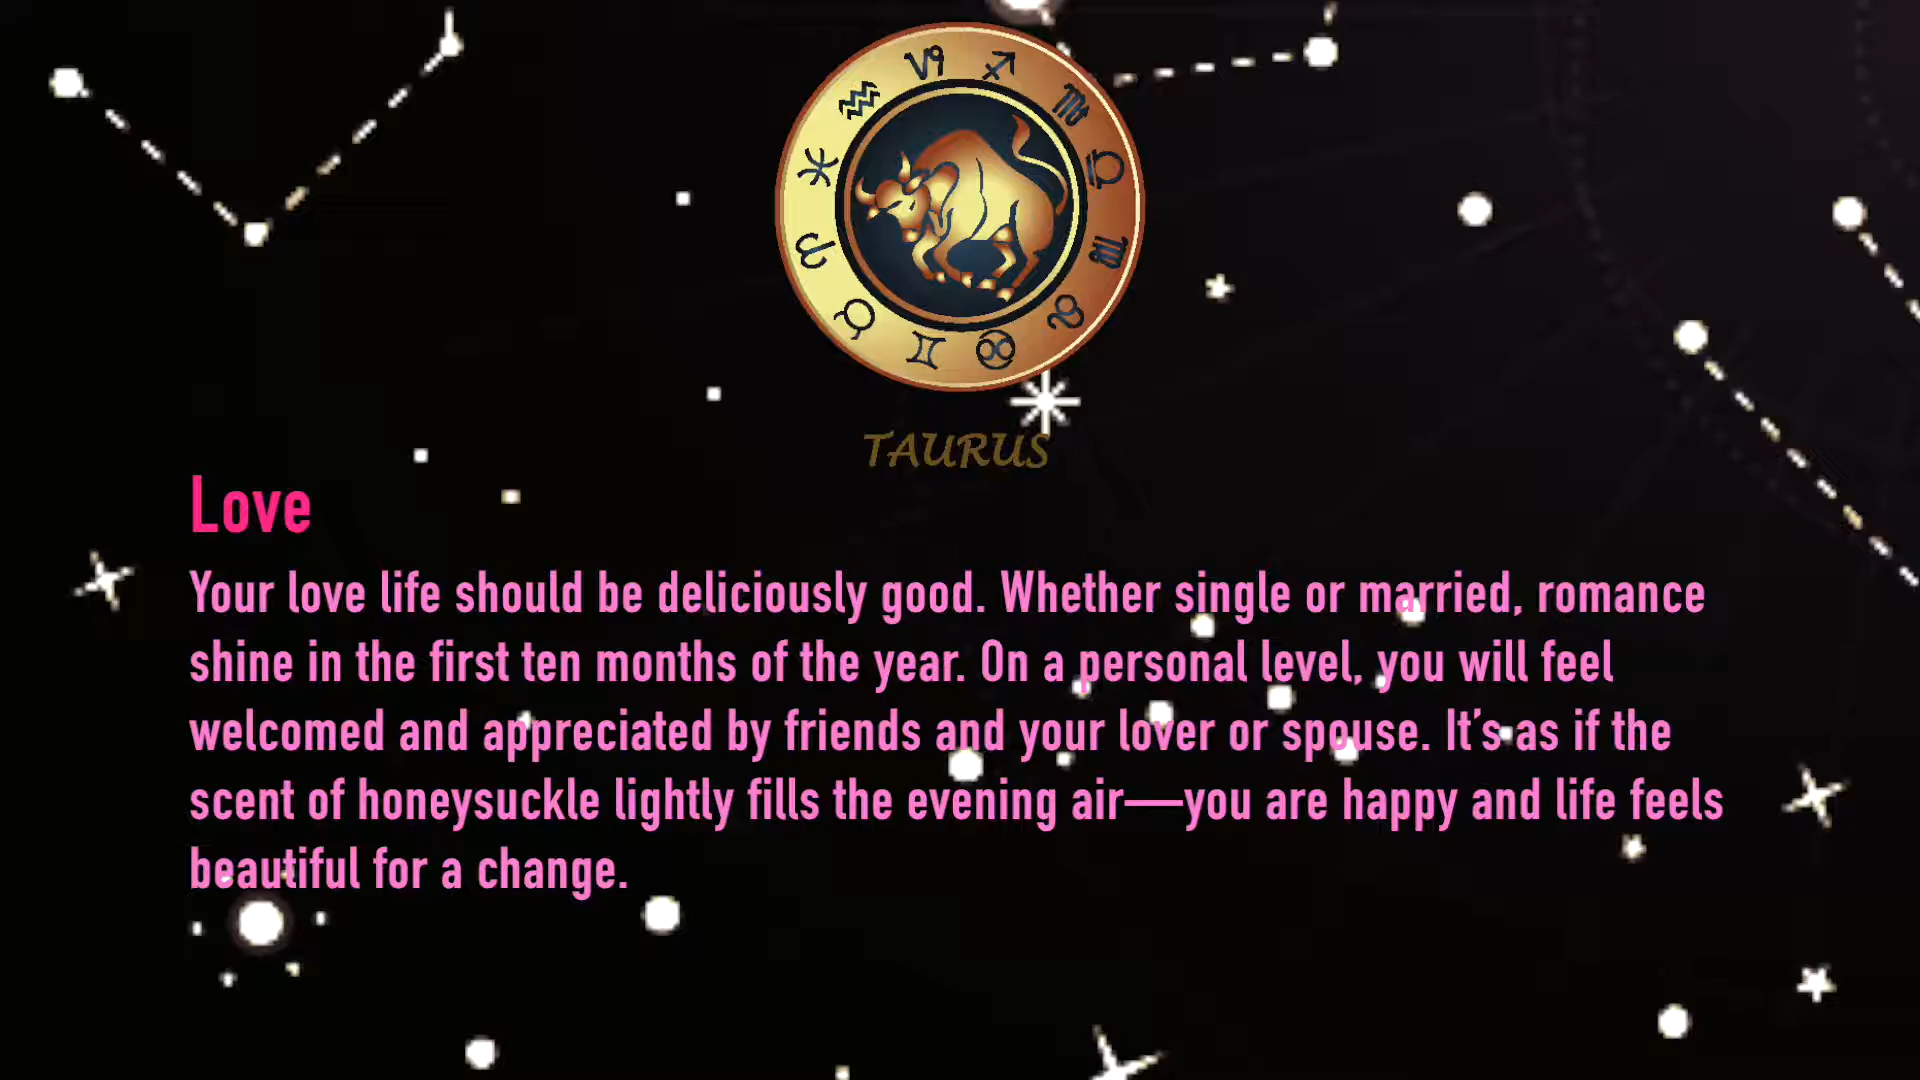 TAURUS
Love
Your love life should be deliciously good. Whether single or married, romance
shine in the first ten months of the year. On a personal level, you will feel
welcomed and appreciated by friends and your lover or spouse. It’s as if the
scent of honeysuckle lightly fills the evening air—you are happy and life feels
beautiful for a change.